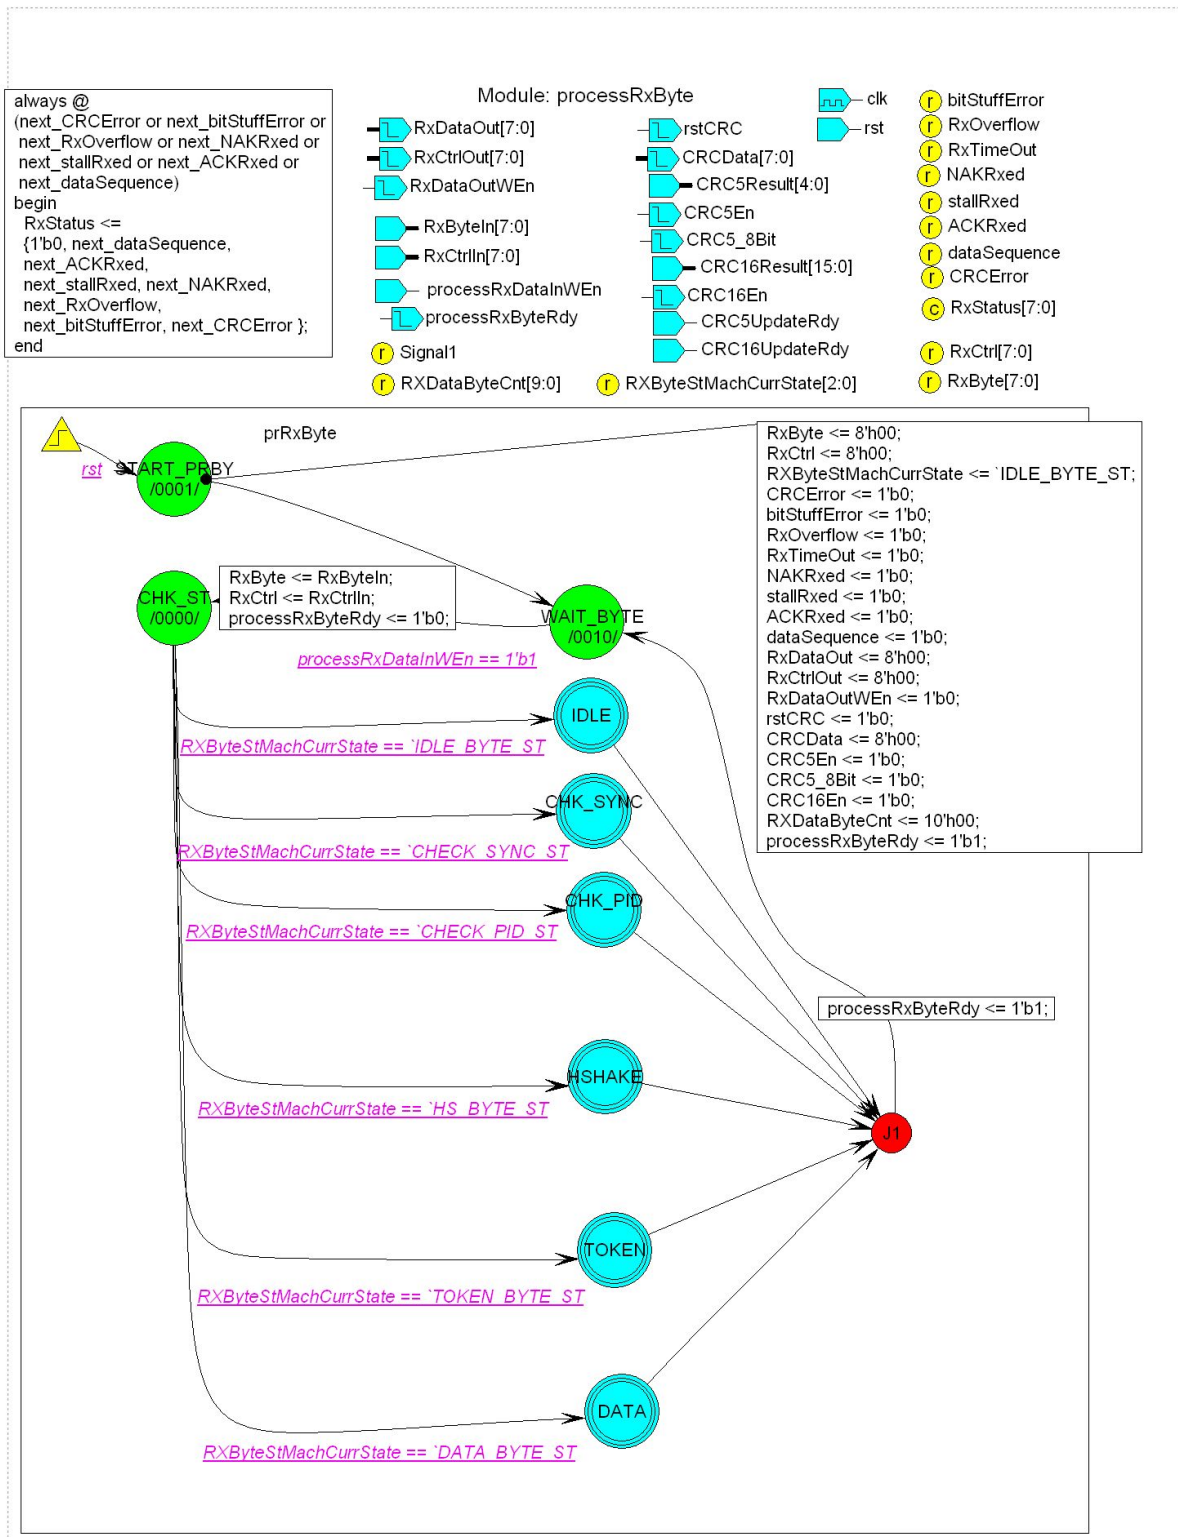 Module: processRxByte
always @
(next_CRCError or next_bitStuffError or
next_RxOverflow or next_NAKRxed or
next_stallRxed or next_ACKRxed or
next_dataSequence)
begin
RxStatus <=
{1'b0, next_dataSequence,
next_ACKRxed,
next_stallRxed, next_NAKRxed,
next_RxOverflow,
next_bitStuffError, next_CRCError };
end
RxDataOut[7:0]
RxCtrlOut[7:0]
RxDataOutWEn
RxByteIn[7:0]
RxCtrlIn[7:0]
processRxDataInWEn
processRxByteRdy
r Signal1
r RXDataByteCnt[9:0]
rstCRC
CRCData[7:0]
CRC5Result[4:0]
CRC5En
CRC5_8Bit
CRC16Result[15:0]
CRC16En
CRC5UpdateRdy
CRC16UpdateRdy
r RXByteStMachCurrState[2:0]
clk
rst
r bitStuffError
r RxOverflow
r RxTimeOut
r NAKRxed
r stallRxed
r ACKRxed
r dataSequence
r CRCError
c RxStatus[7:0]
r RxCtrl[7:0]
r RxByte[7:0]
prRxByte
rst
START_PRBY
/0001/
RxByte <= 8'h00;
RxCtrl <= 8'h00;
RXByteStMachCurrState <= `IDLE_BYTE_ST;
CRCError <= 1'b0;
bitStuffError <= 1'b0;
RxOverflow <= 1'b0;
RxTimeOut <= 1'b0;
NAKRxed <= 1'b0;
stallRxed <= 1'b0;
ACKRxed <= 1'b0;
dataSequence <= 1'b0;
RxDataOut <= 8'h00;
RxCtrlOut <= 8'h00;
RxDataOutWEn <= 1'b0;
rstCRC <= 1'b0;
CRCData <= 8'h00;
CRC5En <= 1'b0;
CRC5_8Bit <= 1'b0;
CRC16En <= 1'b0;
RXDataByteCnt <= 10'h00;
processRxByteRdy <= 1'b1;
CHK_ST
/0000/
RxByte <= RxByteIn;
RxCtrl <= RxCtrlIn;
processRxByteRdy <= 1'b0;
WAIT_BYTE
/0010/
processRxDataInWEn == 1'b1
IDLE
RXByteStMachCurrState == `IDLE_BYTE_ST
CHK_SYNC
RXByteStMachCurrState == `CHECK_SYNC_ST
CHK_PID
RXByteStMachCurrState == `CHECK_PID_ST
processRxByteRdy <= 1'b1;
HSHAKE
RXByteStMachCurrState == `HS_BYTE_ST
J1
TOKEN
RXByteStMachCurrState == `TOKEN_BYTE_ST
DATA
RXByteStMachCurrState == `DATA_BYTE_ST